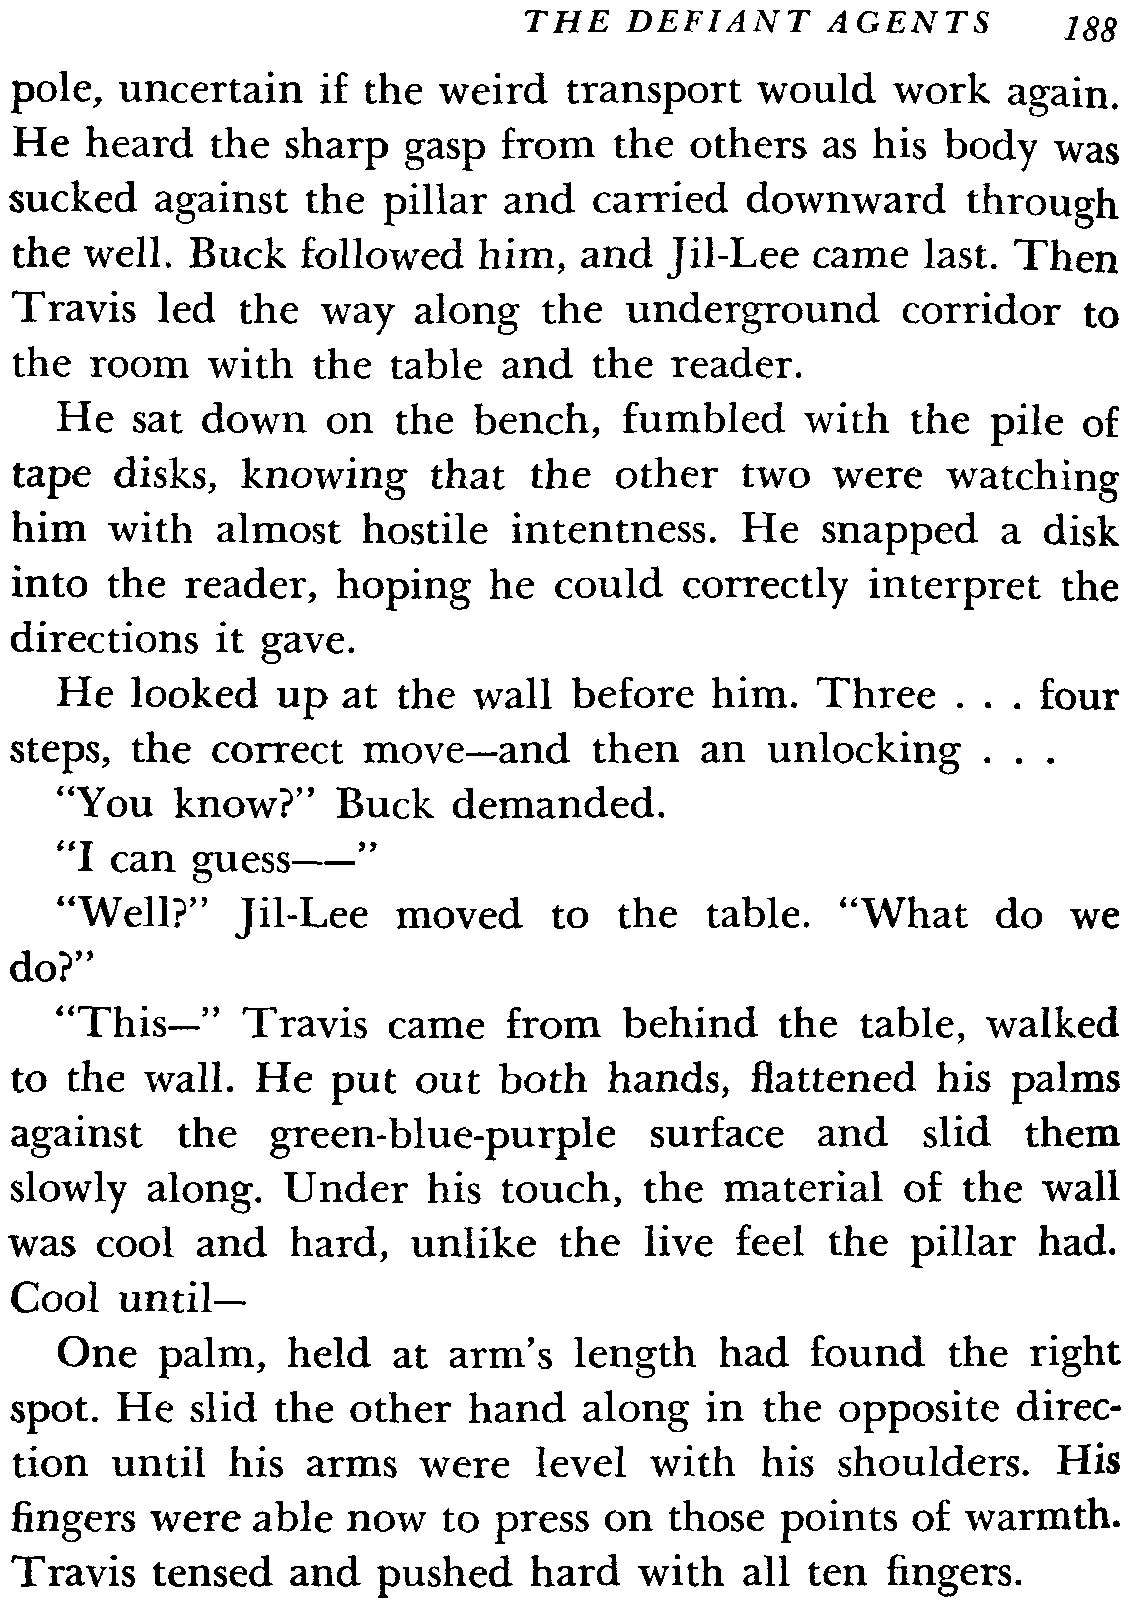 THE DEFIANT AGENTS 188
pole, uncertain if the weird transport would work again.
He heard the sharp gasp from the others as his body was
sucked against the pillar and carried downward through
the well. Buck followed him, and Jil-Lee came last. Then
Travis led the way along the underground corridor to
the room with the table and the reader.
He sat down on the bench, fumbled with the pile of
tape disks, knowing that the other two were watching
him with almost hostile intentness. He snapped a disk
into the reader, hoping he could correctly interpret the
directions it gave.
He looked up at the wall before him. Three . . . four
steps, the correct move—and then an unlocking . . .
“You know?” Buck demanded.
“I can guess——”
“Well?” Jil-Lee moved to the table. “What do we
do?”
“This—” Travis came from behind the table, walked
to the wall. He put out both hands, flattened his palms
against the green-blue-purple surface and slid them
slowly along. Under his touch, the material of the wall
was cool and hard, unlike the live feel the pillar had.
Cool until—
One palm, held at arm’s length had found the right
spot. He slid the other hand along in the opposite direc-
tion until his arms were level with his shoulders. His
fingers were able now to press on those points of warmth.
Travis tensed and pushed hard with all ten fingers.